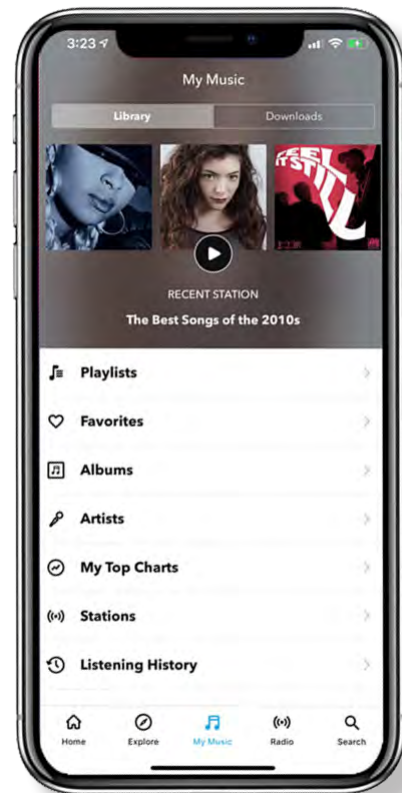 3:23
My Music
Library Downloads
FEEL
IT STILL
RECENT STATION
The Best Songs of the 2010s
Playlists
Favorites
Albums
Artists
My Top Charts
Stations
Listening History
Home Explore My Music Radio Search